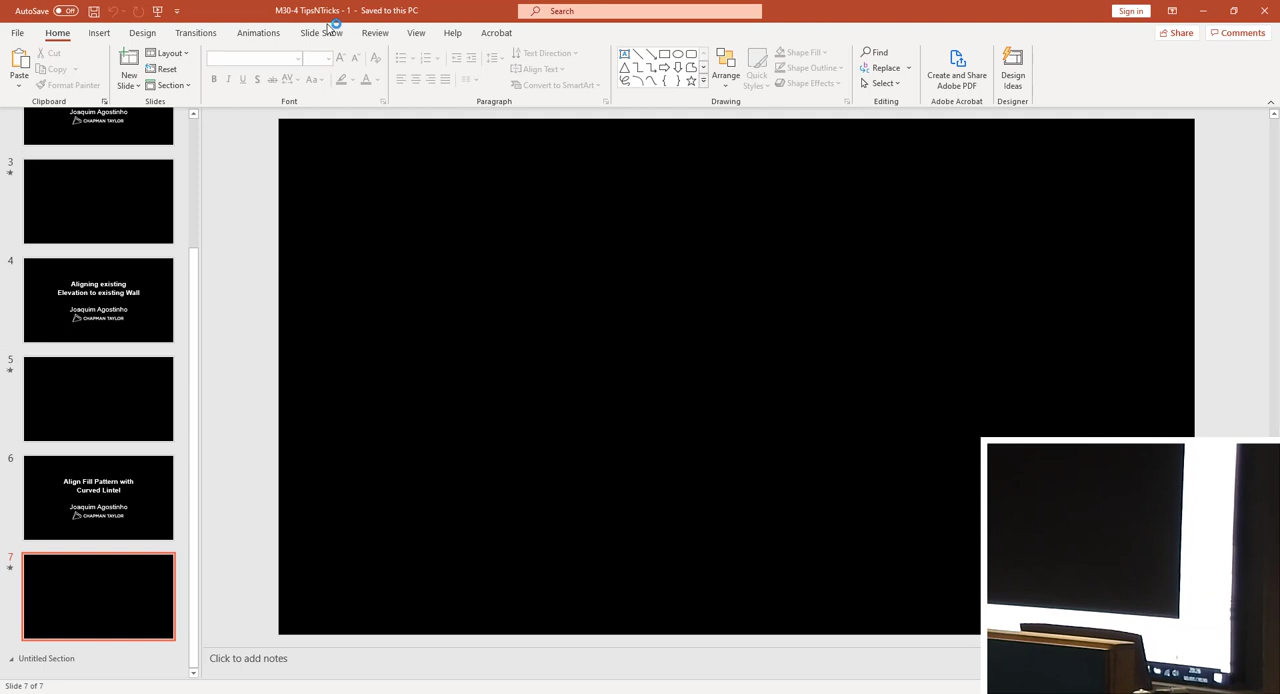 AutoSave Off
M30-4 TipsNTricks - 1 - Saved to this PC
Search
Sign in
File Home Insert Design Transitions Animations Slide Show Review View Help Acrobat
Share Comments
Paste
Cut
Copy
Format Painter
Clipboard
New Slide
Layout
Reset
Section
Slides
B I U S ab AV Aa A
Font
Text Direction
Align Text
Convert to SmartArt
Paragraph
Arrange
Quick Styles
Shape Fill
Shape Outline
Shape Effects
Drawing
Find
Replace
Select
Editing
Create and Share Adobe PDF
Adobe Acrobat
Design Ideas
Designer
Joaquim Agostinho
CHAPMAN TAYLOR
3
4
Aligning existing
Elevation to existing Wall
Joaquim Agostinho
CHAPMAN TAYLOR
5
6
Align Fill Pattern with
Curved Lintel
Joaquim Agostinho
CHAPMAN TAYLOR
7
Untitled Section
Click to add notes
Slide 7 of 7